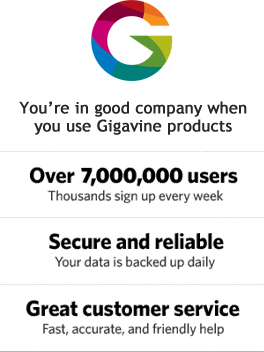 You're in good company when
you use Gigavine products
Over 7,000,000 users
Thousands sign up every week
Secure and reliable
Your data is backed up daily
Great customer service
Fast, accurate, and friendly help